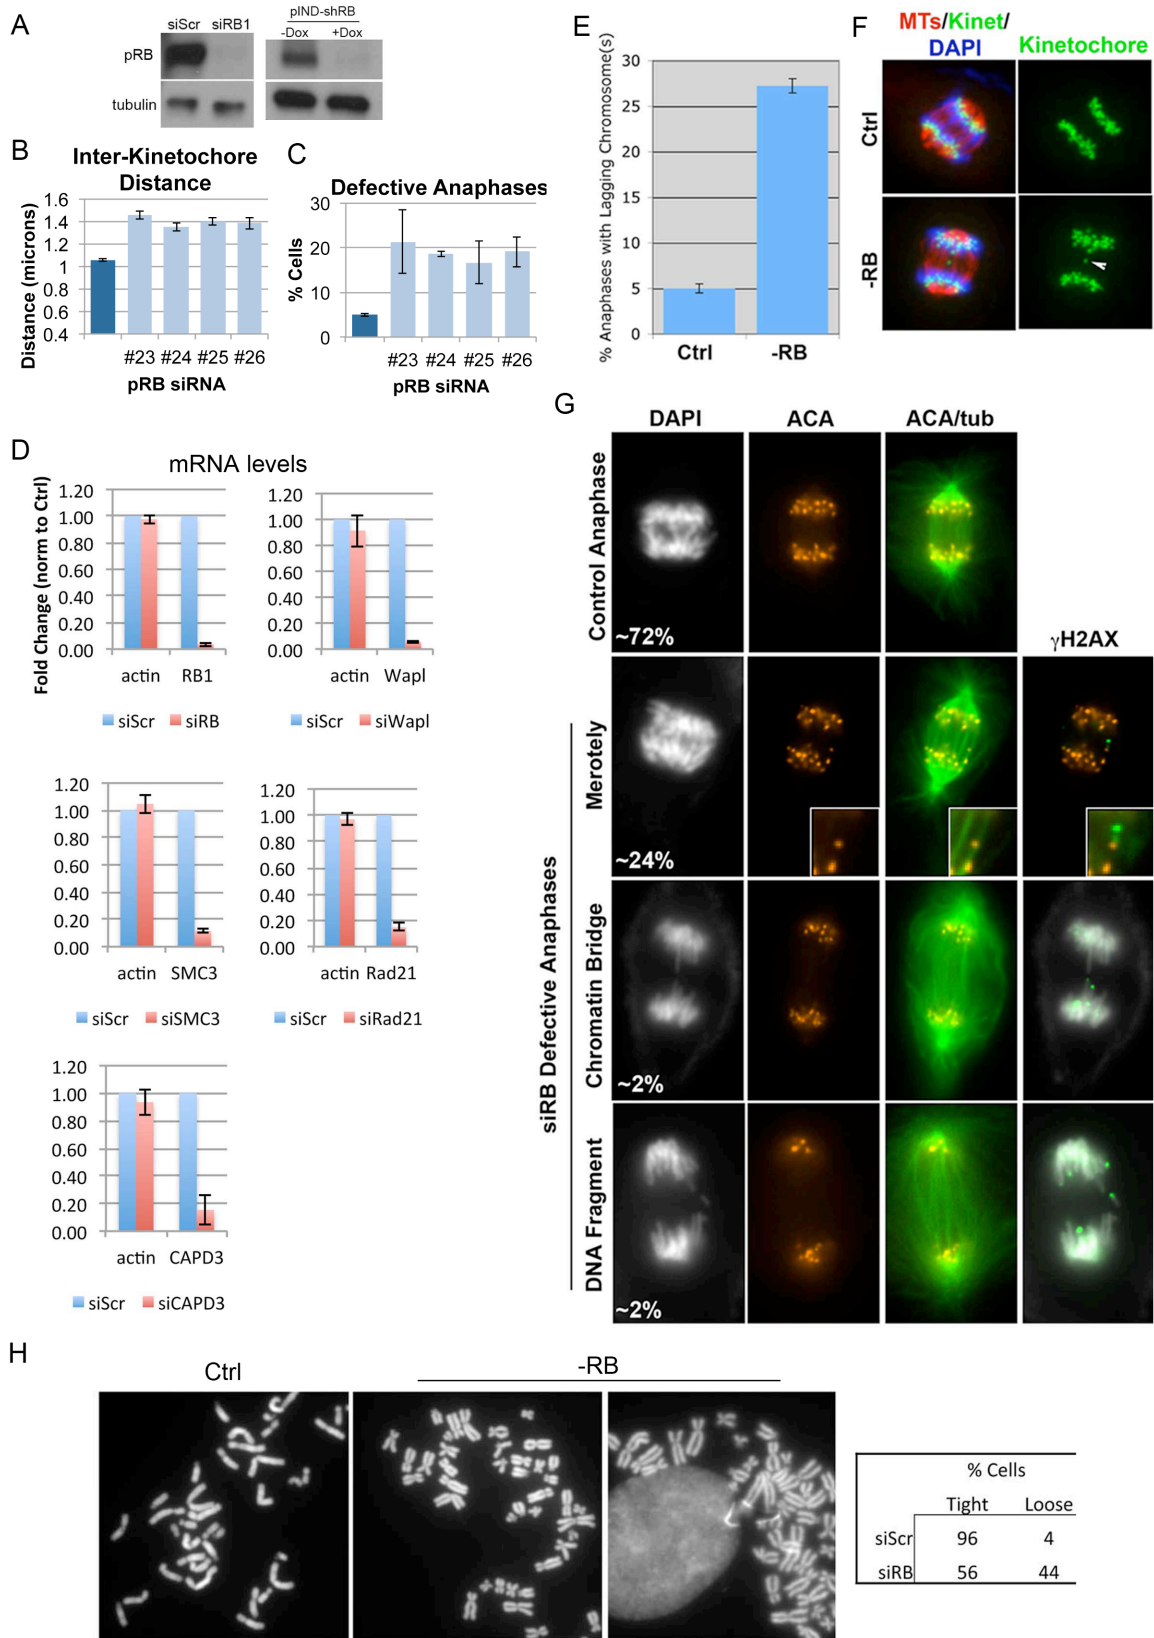 A
siScr siRB1
pIND-shRB
-Dox +Dox
pRB
tubulin
B
Inter-Kinetochore
Distance
Distance (microns)
1.6
1.4
1.2
1
0.8
0.6
0.4
#23 #24 #25 #26
pRB siRNA
C
Defective Anaphases
% Cells
30
20
10
0
#23 #24 #25 #26
pRB siRNA
D
mRNA levels
Fold Change (norm to Ctrl)
1.20
1.00
0.80
0.60
0.40
0.20
0.00
actin RB1
siScr siRB
1.20
1.00
0.80
0.60
0.40
0.20
0.00
actin Wapl
siScr siWapl
1.20
1.00
0.80
0.60
0.40
0.20
0.00
actin SMC3
siScr siSMC3
1.20
1.00
0.80
0.60
0.40
0.20
0.00
actin Rad21
siScr siRad21
1.20
1.00
0.80
0.60
0.40
0.20
0.00
actin CAPD3
siScr siCAPD3
E
% Anaphases with Lagging Chromosome(s)
30
25
20
15
10
5
0
Ctrl -RB
F
MTs/Kinet/
DAPI
Kinetochore
Ctrl
-RB
G
DAPI ACA ACA/tub
Control Anaphase
~72%
γH2AX
siRB Defective Anaphases
Merotely
~24%
Chromatin Bridge
~2%
DNA Fragment
~2%
H
Ctrl
-RB
% Cells
Tight Loose
siScr 96 4
siRB 56 44